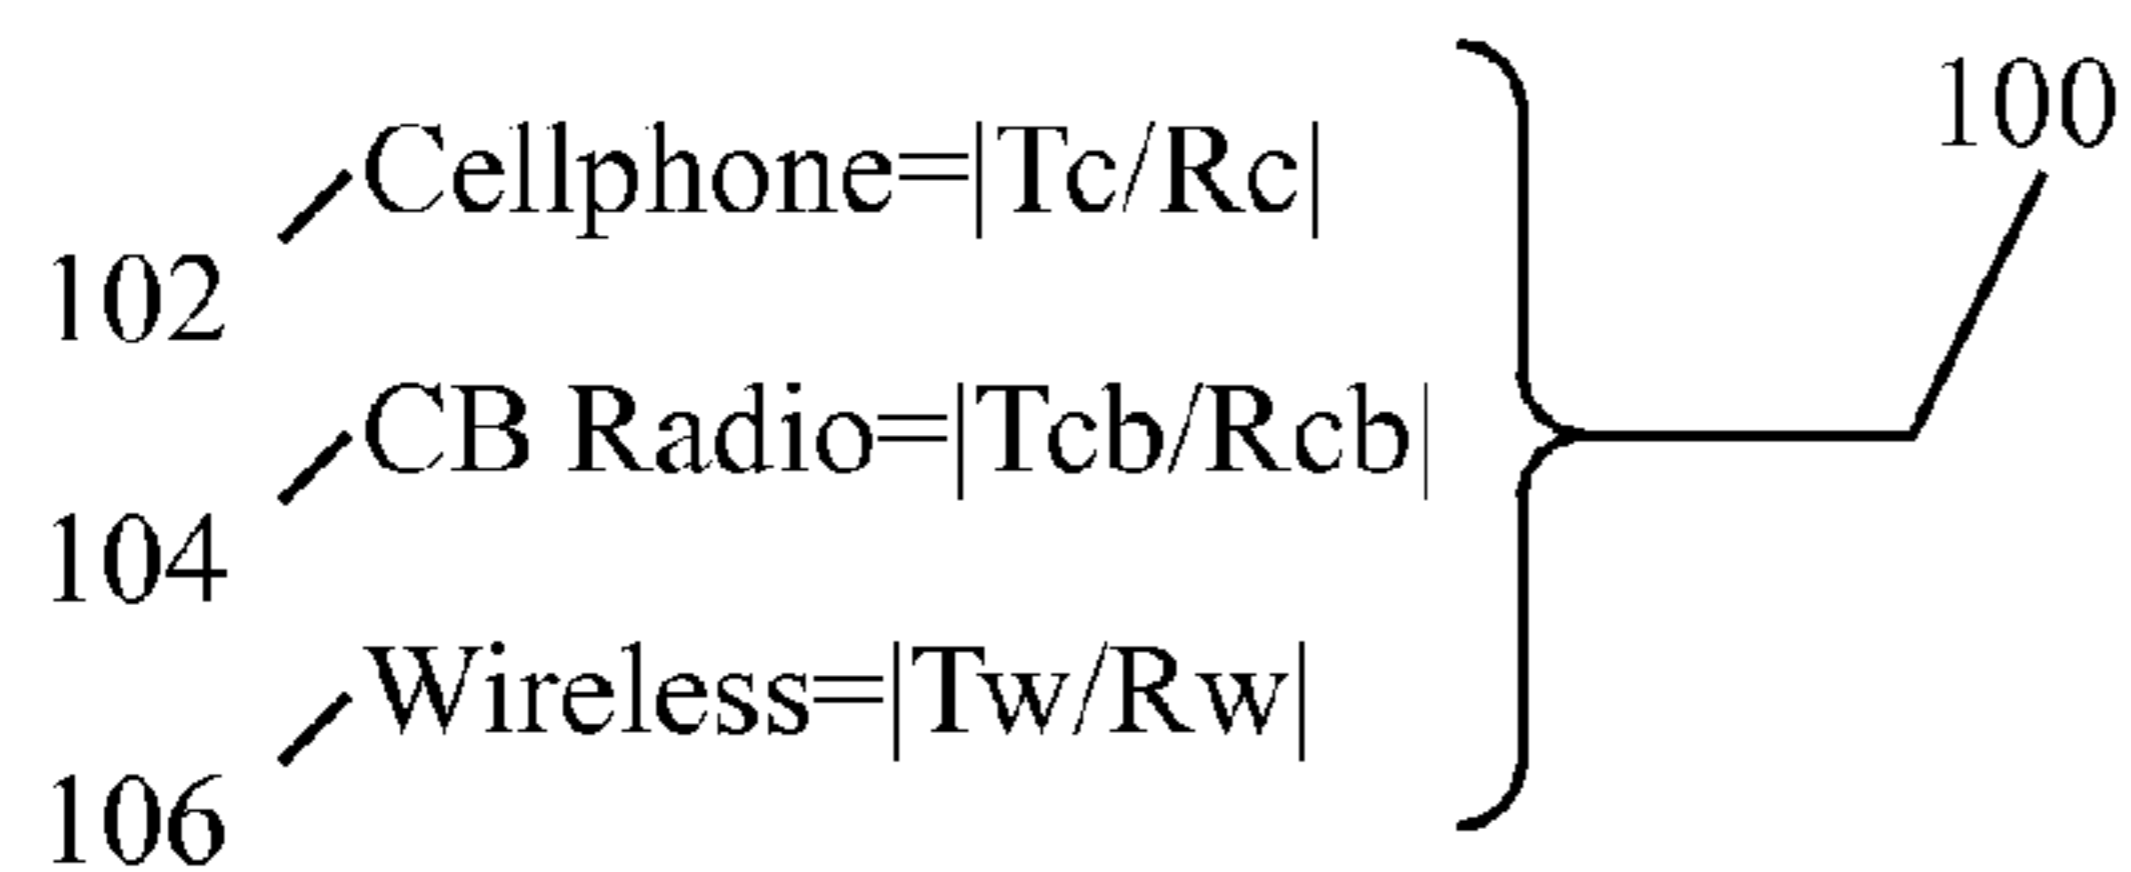 100
Cellphone=|Tc/Rc|
102
CB Radio=|Tcb/Rcb|
104
Wireless=|Tw/Rw|
106